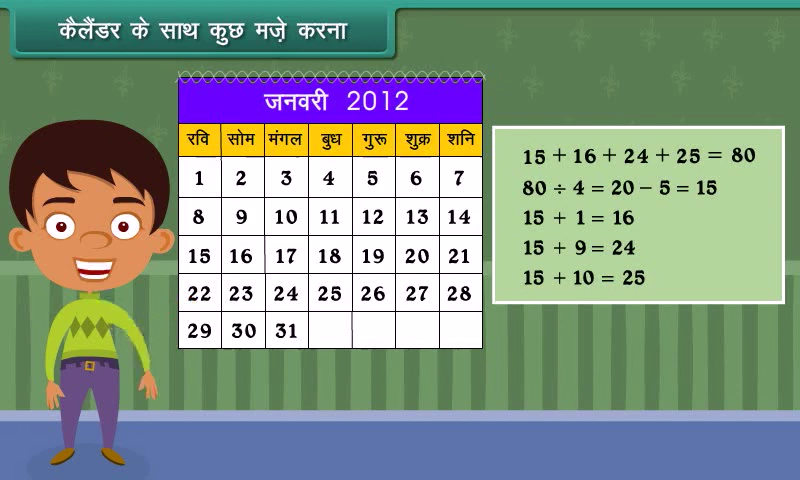 कैलैंडर के साथ कुछ मज़े करना
जनवरी 2012
रवि सोम मंगल बुध गुरू शुक्र शनि
1 2 3 4 5 6 7
8 9 10 11 12 13 14
15 16 17 18 19 20 21
22 23 24 25 26 27 28
29 30 31
15 + 16 + 24 + 25 = 80
80 ÷ 4 = 20 – 5 = 15
15 + 1 = 16
15 + 9 = 24
15 + 10 = 25